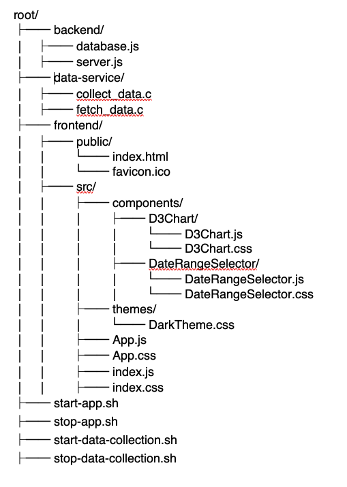 root/
├── backend/
│ ├── database.js
│ ├── server.js
├── data-service/
│ ├── collect_data.c
│ ├── fetch_data.c
├── frontend/
│ ├── public/
│ │ └── index.html
│ │ └── favicon.ico
│ ├── src/
│ │ ├── components/
│ │ │ ├── D3Chart/
│ │ │ │ └── D3Chart.js
│ │ │ │ └── D3Chart.css
│ │ │ ├── DateRangeSelector/
│ │ │ │ └── DateRangeSelector.js
│ │ │ │ └── DateRangeSelector.css
│ │ ├── themes/
│ │ │ └── DarkTheme.css
│ │ ├── App.js
│ │ ├── App.css
│ │ ├── index.js
│ │ ├── index.css
├── start-app.sh
├── stop-app.sh
├── start-data-collection.sh
├── stop-data-collection.sh